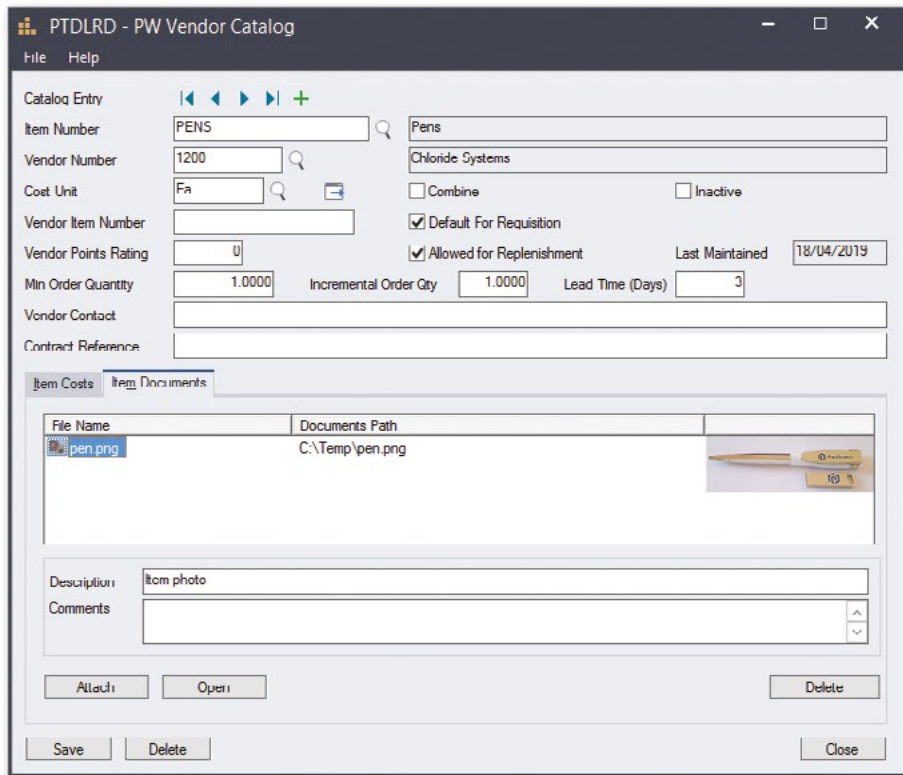 PTDLRD - PW Vendor Catalog
File Help
Catalog Entry
Item Number PENS Pens
Vendor Number 1200 Chloride Systems
Cost Unit Ea Combine Inactive
Vendor Item Number Default For Requisition
Vendor Points Rating 0 Allowed for Replenishment Last Maintained 18/04/2019
Min Order Quantity 1.0000 Incremental Order Qty 1.0000 Lead Time (Days) 3
Vendor Contact
Contract Reference
Item Costs Item Documents
File Name Documents Path
pen.png C:\Temp\pen.png
Description Item photo
Comments
Attach Open Delete
Save Delete Close